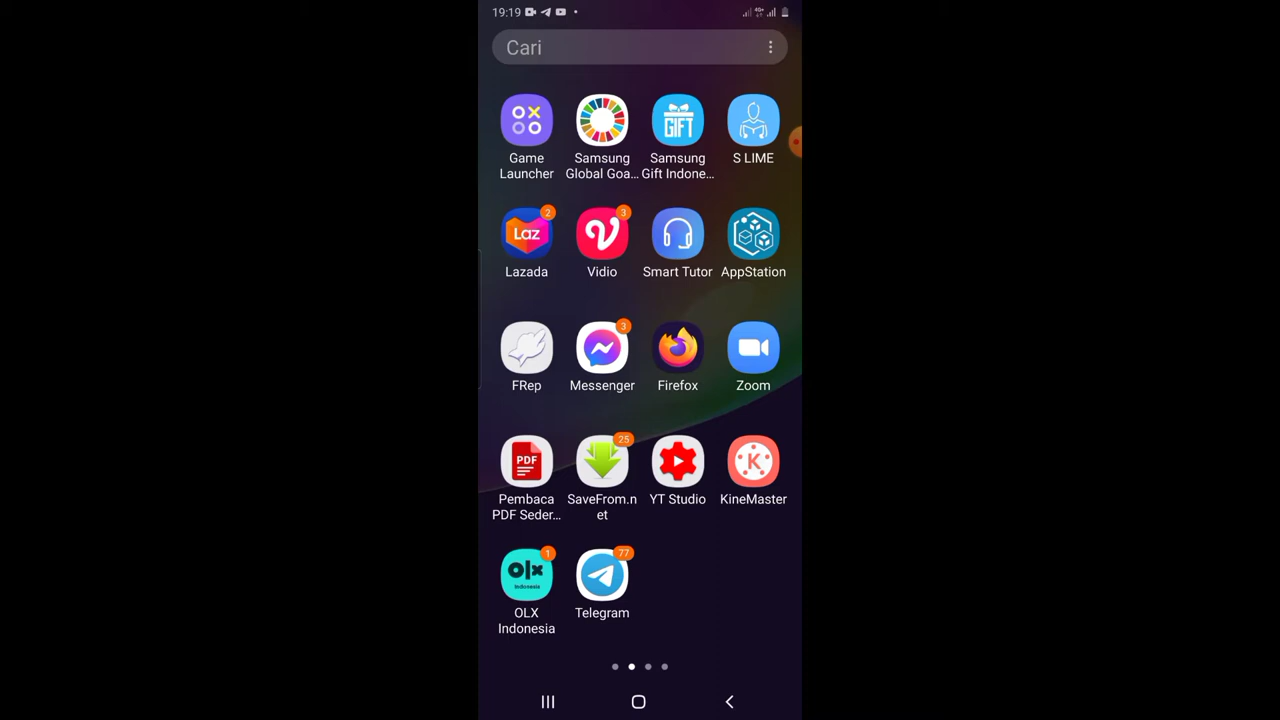 19:19
Cari
Game
Launcher
Samsung
Global Goa...
GIFT
Samsung
Gift Indone...
S LIME
2
Laz
Lazada
3
Vidio
Smart Tutor
AppStation
FRep
3
Messenger
Firefox
Zoom
PDF
Pembaca
PDF Seder...
25
SaveFrom.n
et
YT Studio
K
KineMaster
1
olx
Indonesia
OLX
Indonesia
77
Telegram